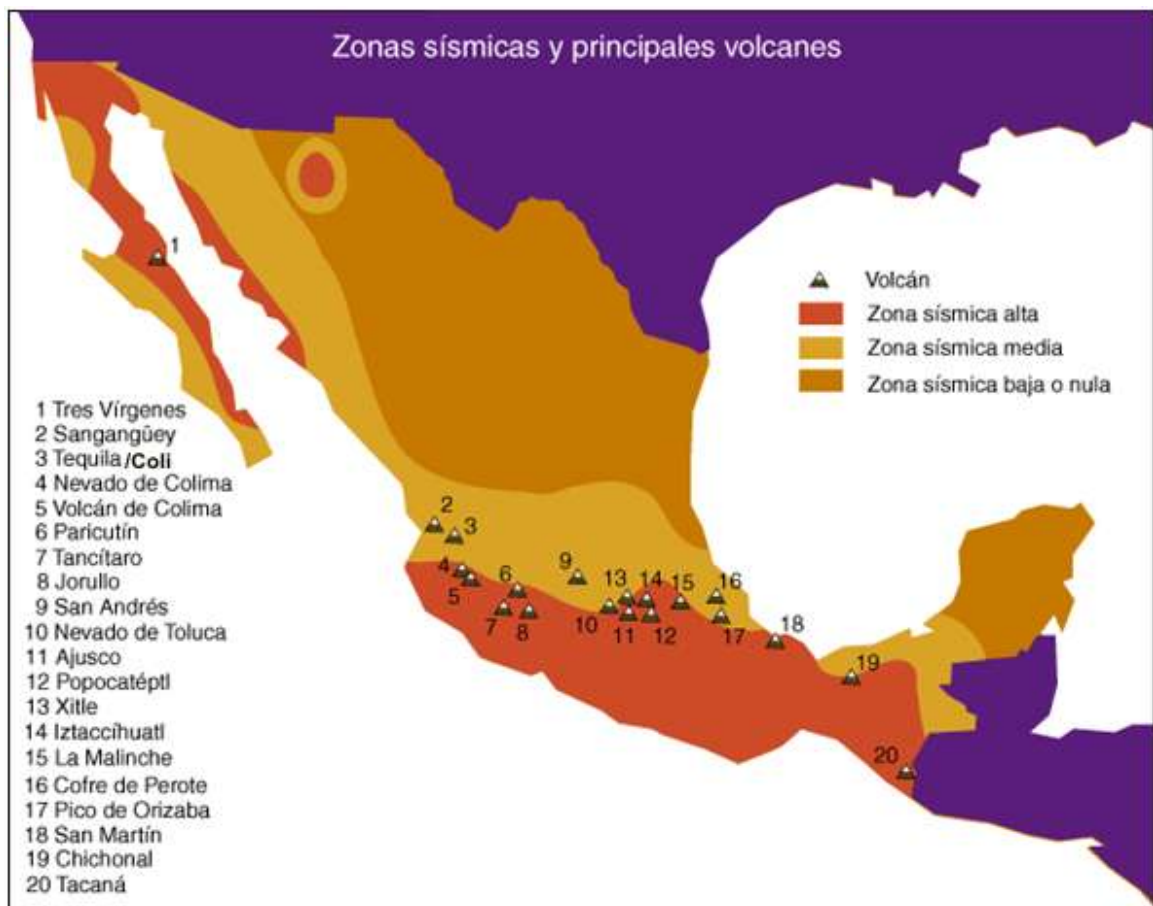 Zonas sísmicas y principales volcanes
1
Volcán
Zona sísmica alta
Zona sísmica media
Zona sísmica baja o nula
1 Tres Vírgenes
2 Sangangûey
3 Tequila/Coli
4 Nevado de Colima
5 Volcán de Colima
6 Paricutín
7 Tancítaro
8 Jorullo
9 San Andrés
10 Nevado de Toluca
11 Ajusco
12 Popocatéptl
13 Xitle
14 Iztaccíhuatl
15 La Malinche
16 Cofre de Perote
17 Pico de Orizaba
18 San Martín
19 Chichonal
20 Tacaná
2
3
4
5
6
7
8
9
10
11
12
13
14
15
16
17
18
19
20